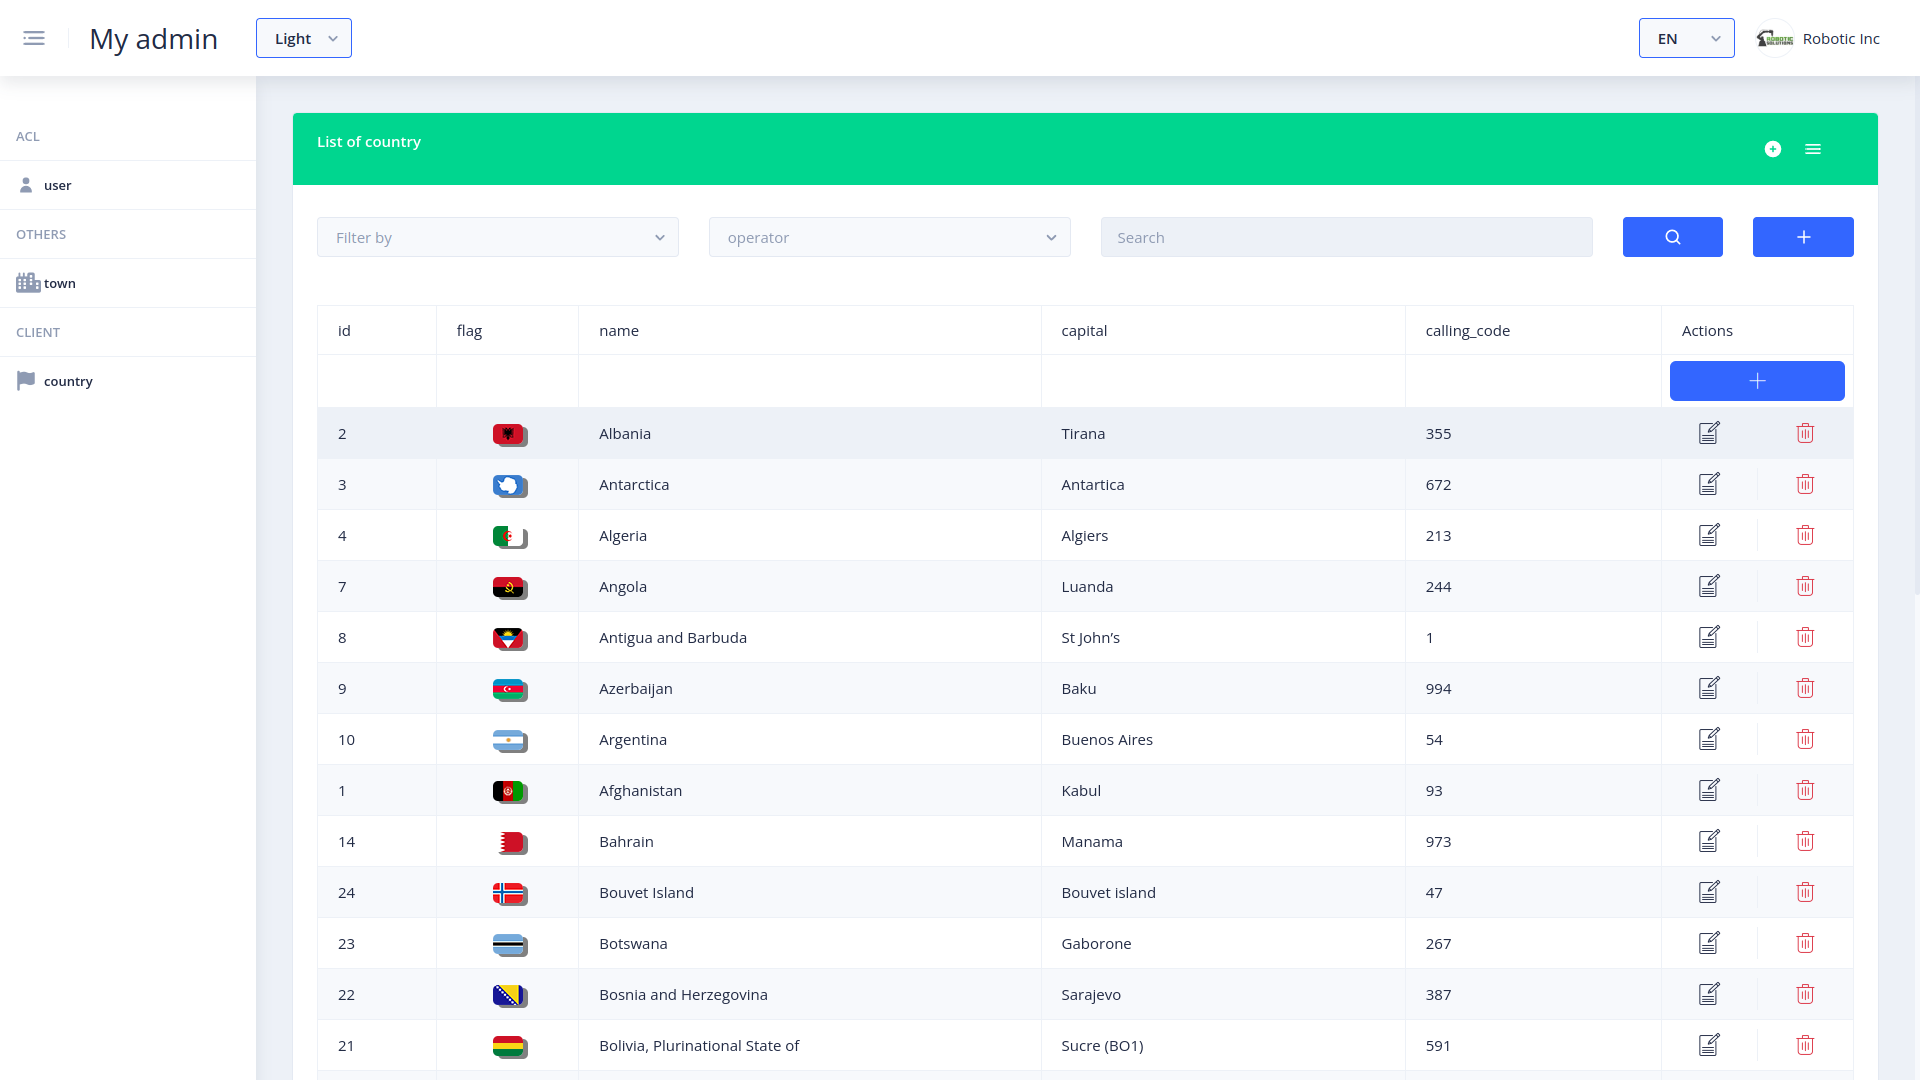 My admin
Light
EN
ROBOTIC
SOLUTIONS
Robotic Inc
ACL
user
OTHERS
town
CLIENT
country
List of country
Filter by
operator
Search
id flag name capital calling_code Actions
2 Albania Tirana 355
3 Antarctica Antartica 672
4 Algeria Algiers 213
7 Angola Luanda 244
8 Antigua and Barbuda St John’s 1
9 Azerbaijan Baku 994
10 Argentina Buenos Aires 54
1 Afghanistan Kabul 93
14 Bahrain Manama 973
24 Bouvet Island Bouvet island 47
23 Botswana Gaborone 267
22 Bosnia and Herzegovina Sarajevo 387
21 Bolivia, Plurinational State of Sucre (BO1) 591